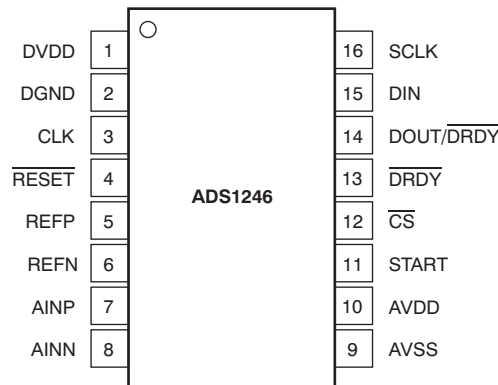 DVDD 1 16 SCLK
DGND 2 15 DIN
CLK 3 14 DOUT/DRDY
RESET 4 13 DRDY
ADS1246
REFP 5 12 CS
REFN 6 11 START
AINP 7 10 AVDD
AINN 8 9 AVSS